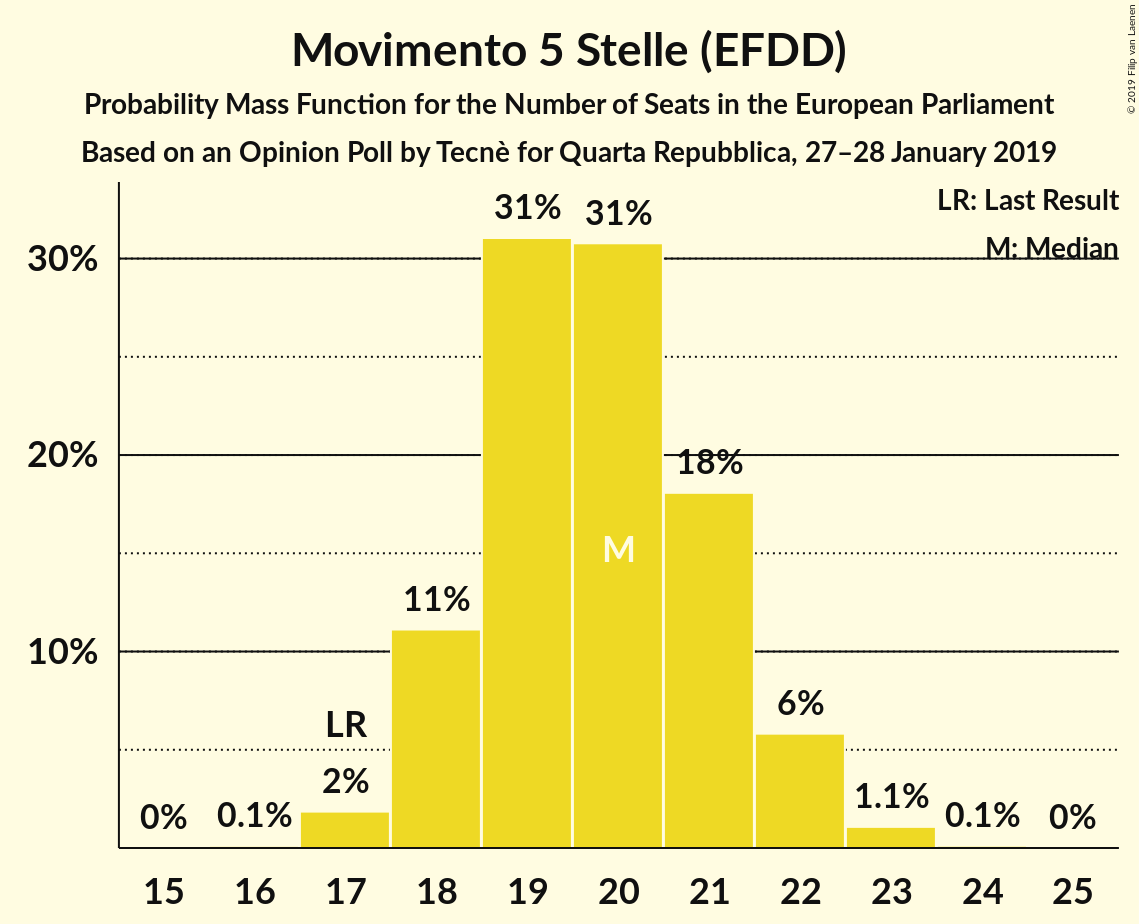 Movimento 5 Stelle (EFDD)
Probability Mass Function for the Number of Seats in the European Parliament
Based on an Opinion Poll by Tecnè for Quarta Repubblica, 27–28 January 2019
© 2019 Filip van Laenen
LR: Last Result
M: Median
31% 31%
30%
20%
18%
M
11%
10%
LR
6%
2%
1.1%
0% 0.1% 0.1% 0%
15 16 17 18 19 20 21 22 23 24 25